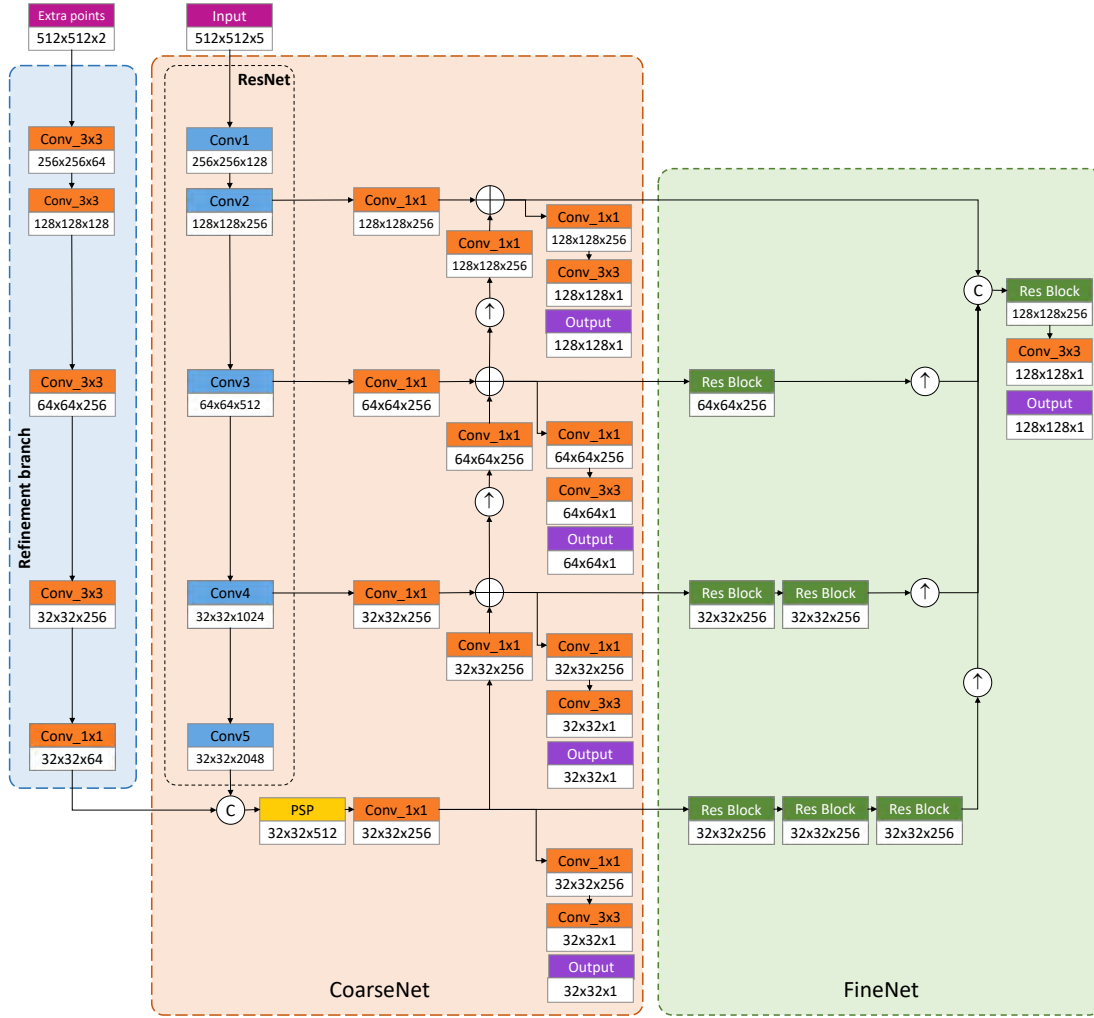 Extra points
512x512x2
Refinement branch
Conv_3x3
256x256x64
Conv_3x3
128x128x128
Conv_3x3
64x64x256
Conv_3x3
32x32x256
Conv_1x1
32x32x64
Input
512x512x5
ResNet
Conv1
256x256x128
Conv2
128x128x256
Conv3
64x64x512
Conv4
32x32x1024
Conv5
32x32x2048
C
PSP
32x32x512
Conv_1x1
32x32x256
Conv_1x1
128x128x256
Conv_1x1
128x128x256
Conv_1x1
128x128x256
Conv_3x3
128x128x1
Output
128x128x1
Conv_1x1
64x64x256
Conv_1x1
64x64x256
Conv_1x1
64x64x256
Conv_3x3
64x64x1
Output
64x64x1
Conv_1x1
32x32x256
Conv_1x1
32x32x256
Conv_1x1
32x32x256
Conv_3x3
32x32x1
Output
32x32x1
Conv_1x1
32x32x256
Conv_3x3
32x32x1
Output
32x32x1
CoarseNet
C
Res Block
128x128x256
Conv_3x3
128x128x1
Output
128x128x1
Res Block
64x64x256
Res Block
32x32x256
Res Block
32x32x256
Res Block
32x32x256
Res Block
32x32x256
Res Block
32x32x256
FineNet